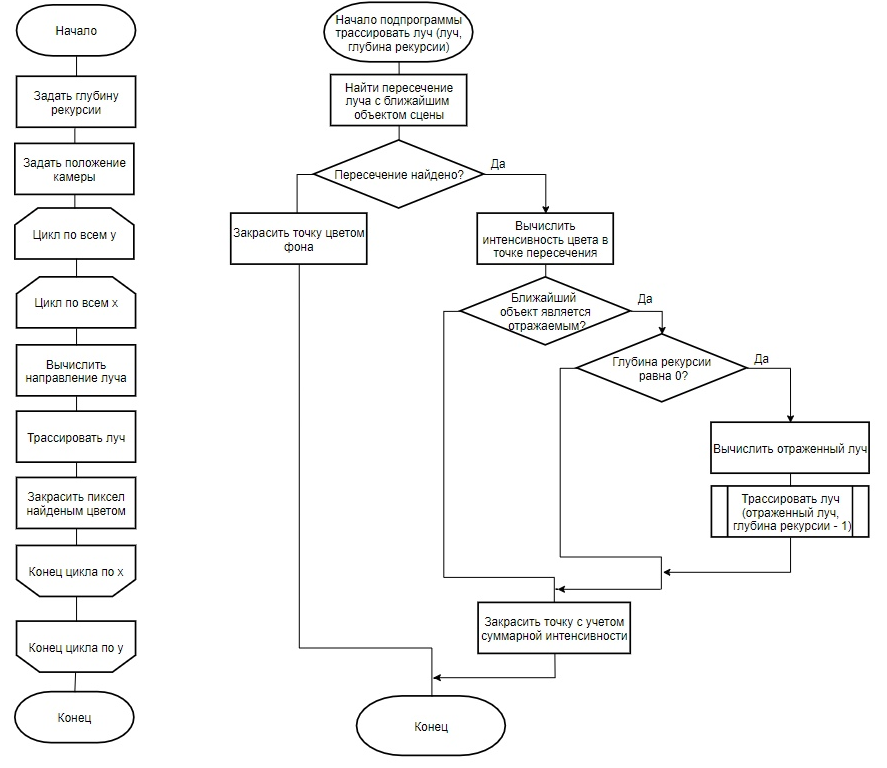 Начало
Задать глубину
рекурсии
Задать положение
камеры
Цикл по всем y
Цикл по всем x
Вычислить
направление луча
Трассировать луч
Закрасить пиксел
найденым цветом
Конец цикла по x
Конец цикла по y
Конец
Начало подпрограммы
трассировать луч (луч,
глубина рекурсии)
Найти пересечение
луча с ближайшим
объектом сцены
Пересечение найдено?
Да
Закрасить точку цветом
фона
Вычислить
интенсивность цвета в
точке пересечения
Ближайший
объект является
отражаемым?
Да
Глубина рекурсии
равна 0?
Да
Вычислить отраженный луч
Трассировать луч
(отраженный луч,
глубина рекурсии - 1)
Закрасить точку с учетом
суммарной интенсивности
Конец